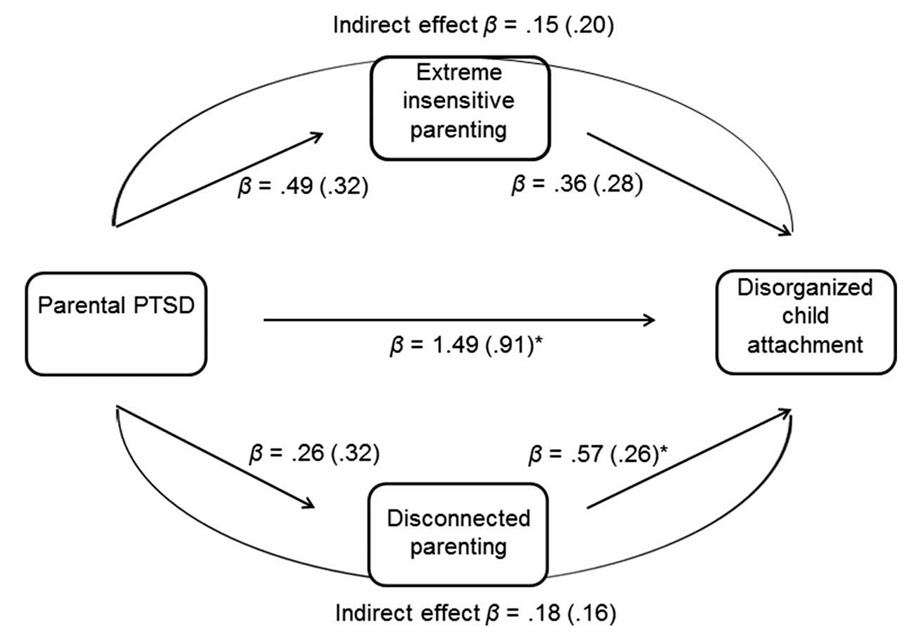 Indirect effect β = .15 (.20)
Extreme
insensitive
parenting
β = .49 (.32)
β = .36 (.28)
Parental PTSD
Disorganized
child
attachment
β = 1.49 (.91)*
β = .26 (.32)
β = .57 (.26)*
Disconnected
parenting
Indirect effect β = .18 (.16)